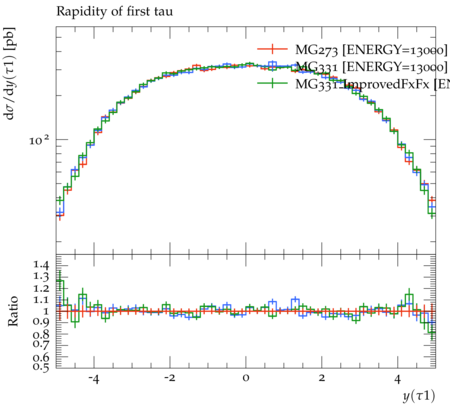 Rapidity of first tau
dσ/dy(τ1) [pb]
MG273 [ENERGY=13000]
MG331 [ENERGY=13000]
MG331 ImprovedFxFx [EN
10²
Ratio
1.4
1.3
1.2
1.1
1
0.9
0.8
0.7
0.6
0.5
-4 -2 0 2 4
y(τ1)